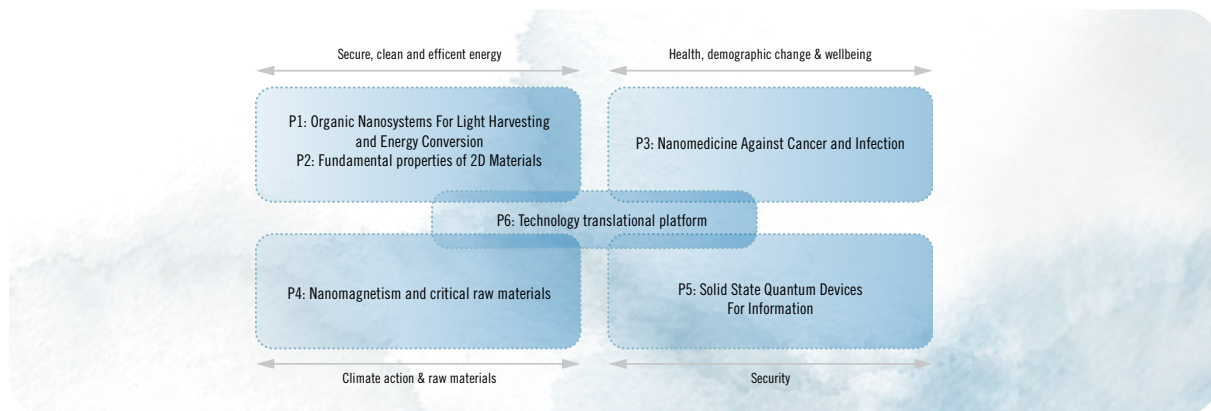 Secure, clean and efficent energy
Health, demographic change & wellbeing
P1: Organic Nanosystems For Light Harvesting
and Energy Conversion
P2: Fundamental properties of 2D Materials
P3: Nanomedicine Against Cancer and Infection
P6: Technology translational platform
P4: Nanomagnetism and critical raw materials
P5: Solid State Quantum Devices
For Information
Climate action & raw materials
Security